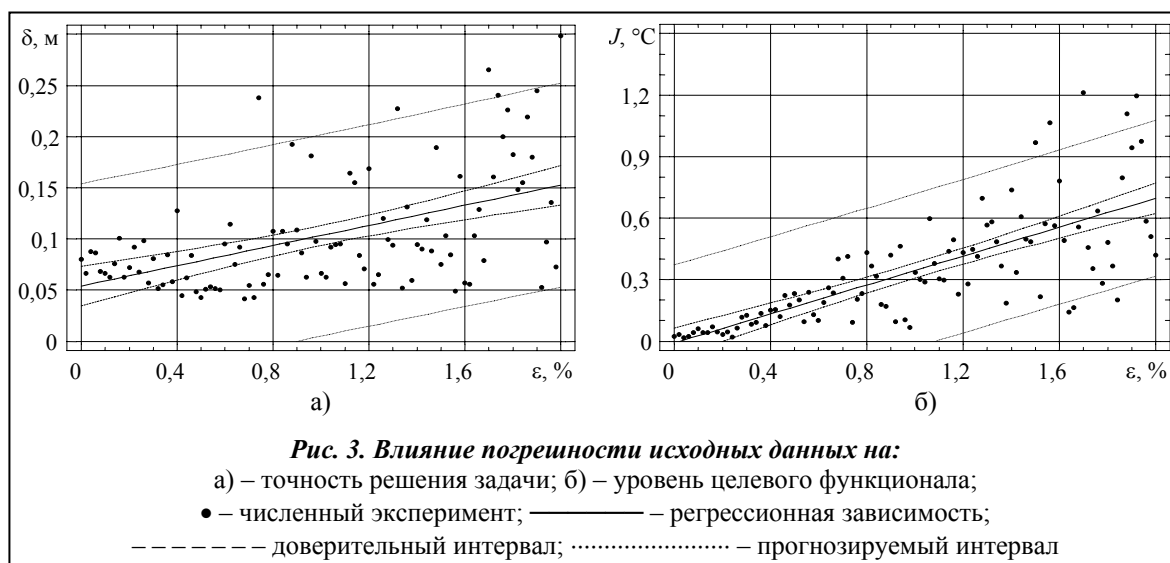 δ, м
0,25
0,2
0,15
0,1
0,05
0
0 0,4 0,8 1,2 1,6 ε, %
а)
J, °C
1,2
0,9
0,6
0,3
0
0 0,4 0,8 1,2 1,6 ε, %
б)
Рис. 3. Влияние погрешности исходных данных на:
а) – точность решения задачи; б) – уровень целевого функционала;
● – численный эксперимент; ——— – регрессионная зависимость;
– – – – – – – – доверительный интервал; ························ – прогнозируемый интервал